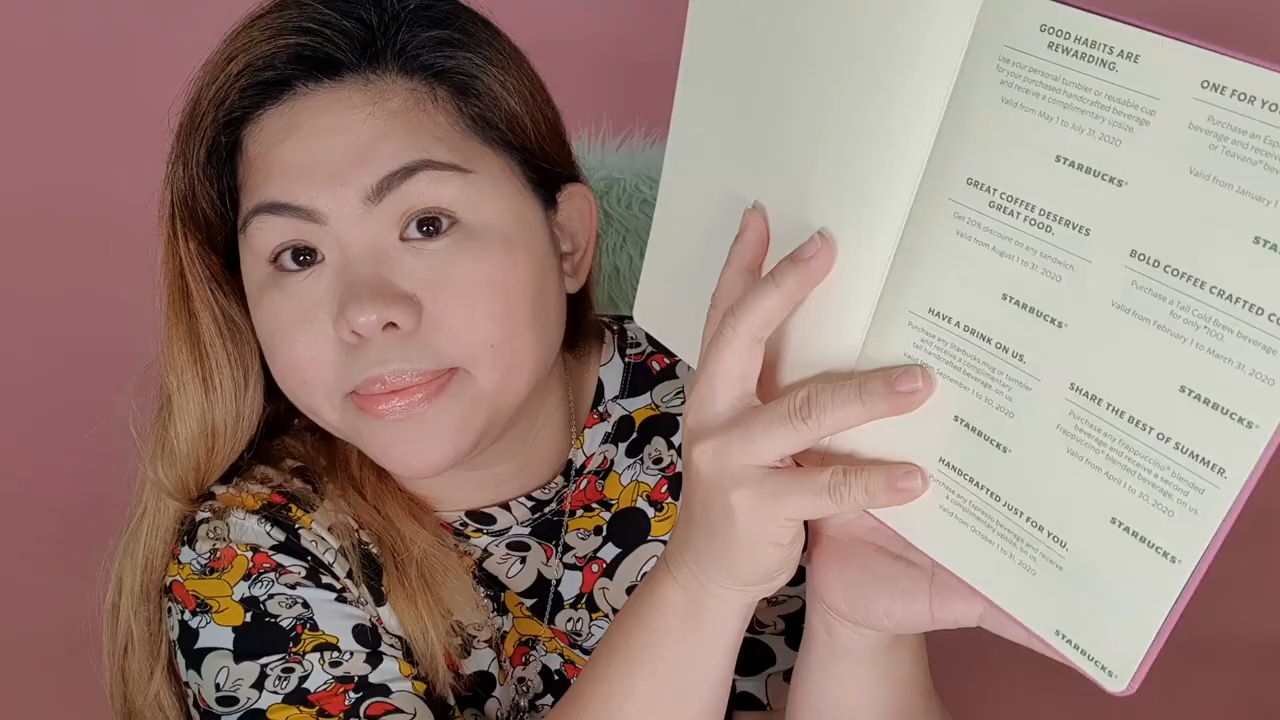 GOOD HABITS ARE
REWARDING.
Use your personal tumbler or reusable cup
for your purchased handcrafted beverage
and receive a complimentary upsize.
Valid from May 1 to July 31, 2020
STARBUCKS®
GREAT COFFEE DESERVES
GREAT FOOD.
Get 20% discount on any sandwich.
Valid from August 1 to 31, 2020
STARBUCKS®
HAVE A DRINK ON US.
Purchase any Starbucks mug or tumbler
and receive a complimentary
tall handcrafted beverage, on us.
Valid from September 1 to 30, 2020
STARBUCKS®
HANDCRAFTED JUST FOR YOU.
Purchase any Espresso beverage and receive
a complimentary upsize, on us.
Valid from October 1 to 31, 2020
ONE FOR
Purchase an
beverage and
or Teavana®
Valid from January 1
BOLD COFFEE CRAFTED
Purchase a Tall Cold Brew beverage
for only ₱100.
Valid from February 1 to March 31, 2020
STARBUCKS®
SHARE THE BEST OF SUMMER.
Purchase any Frappuccino® blended
beverage and receive a second
Frappuccino® blended beverage, on us.
Valid from April 1 to 30, 2020
STARBUCKS®
STARBUCKS®